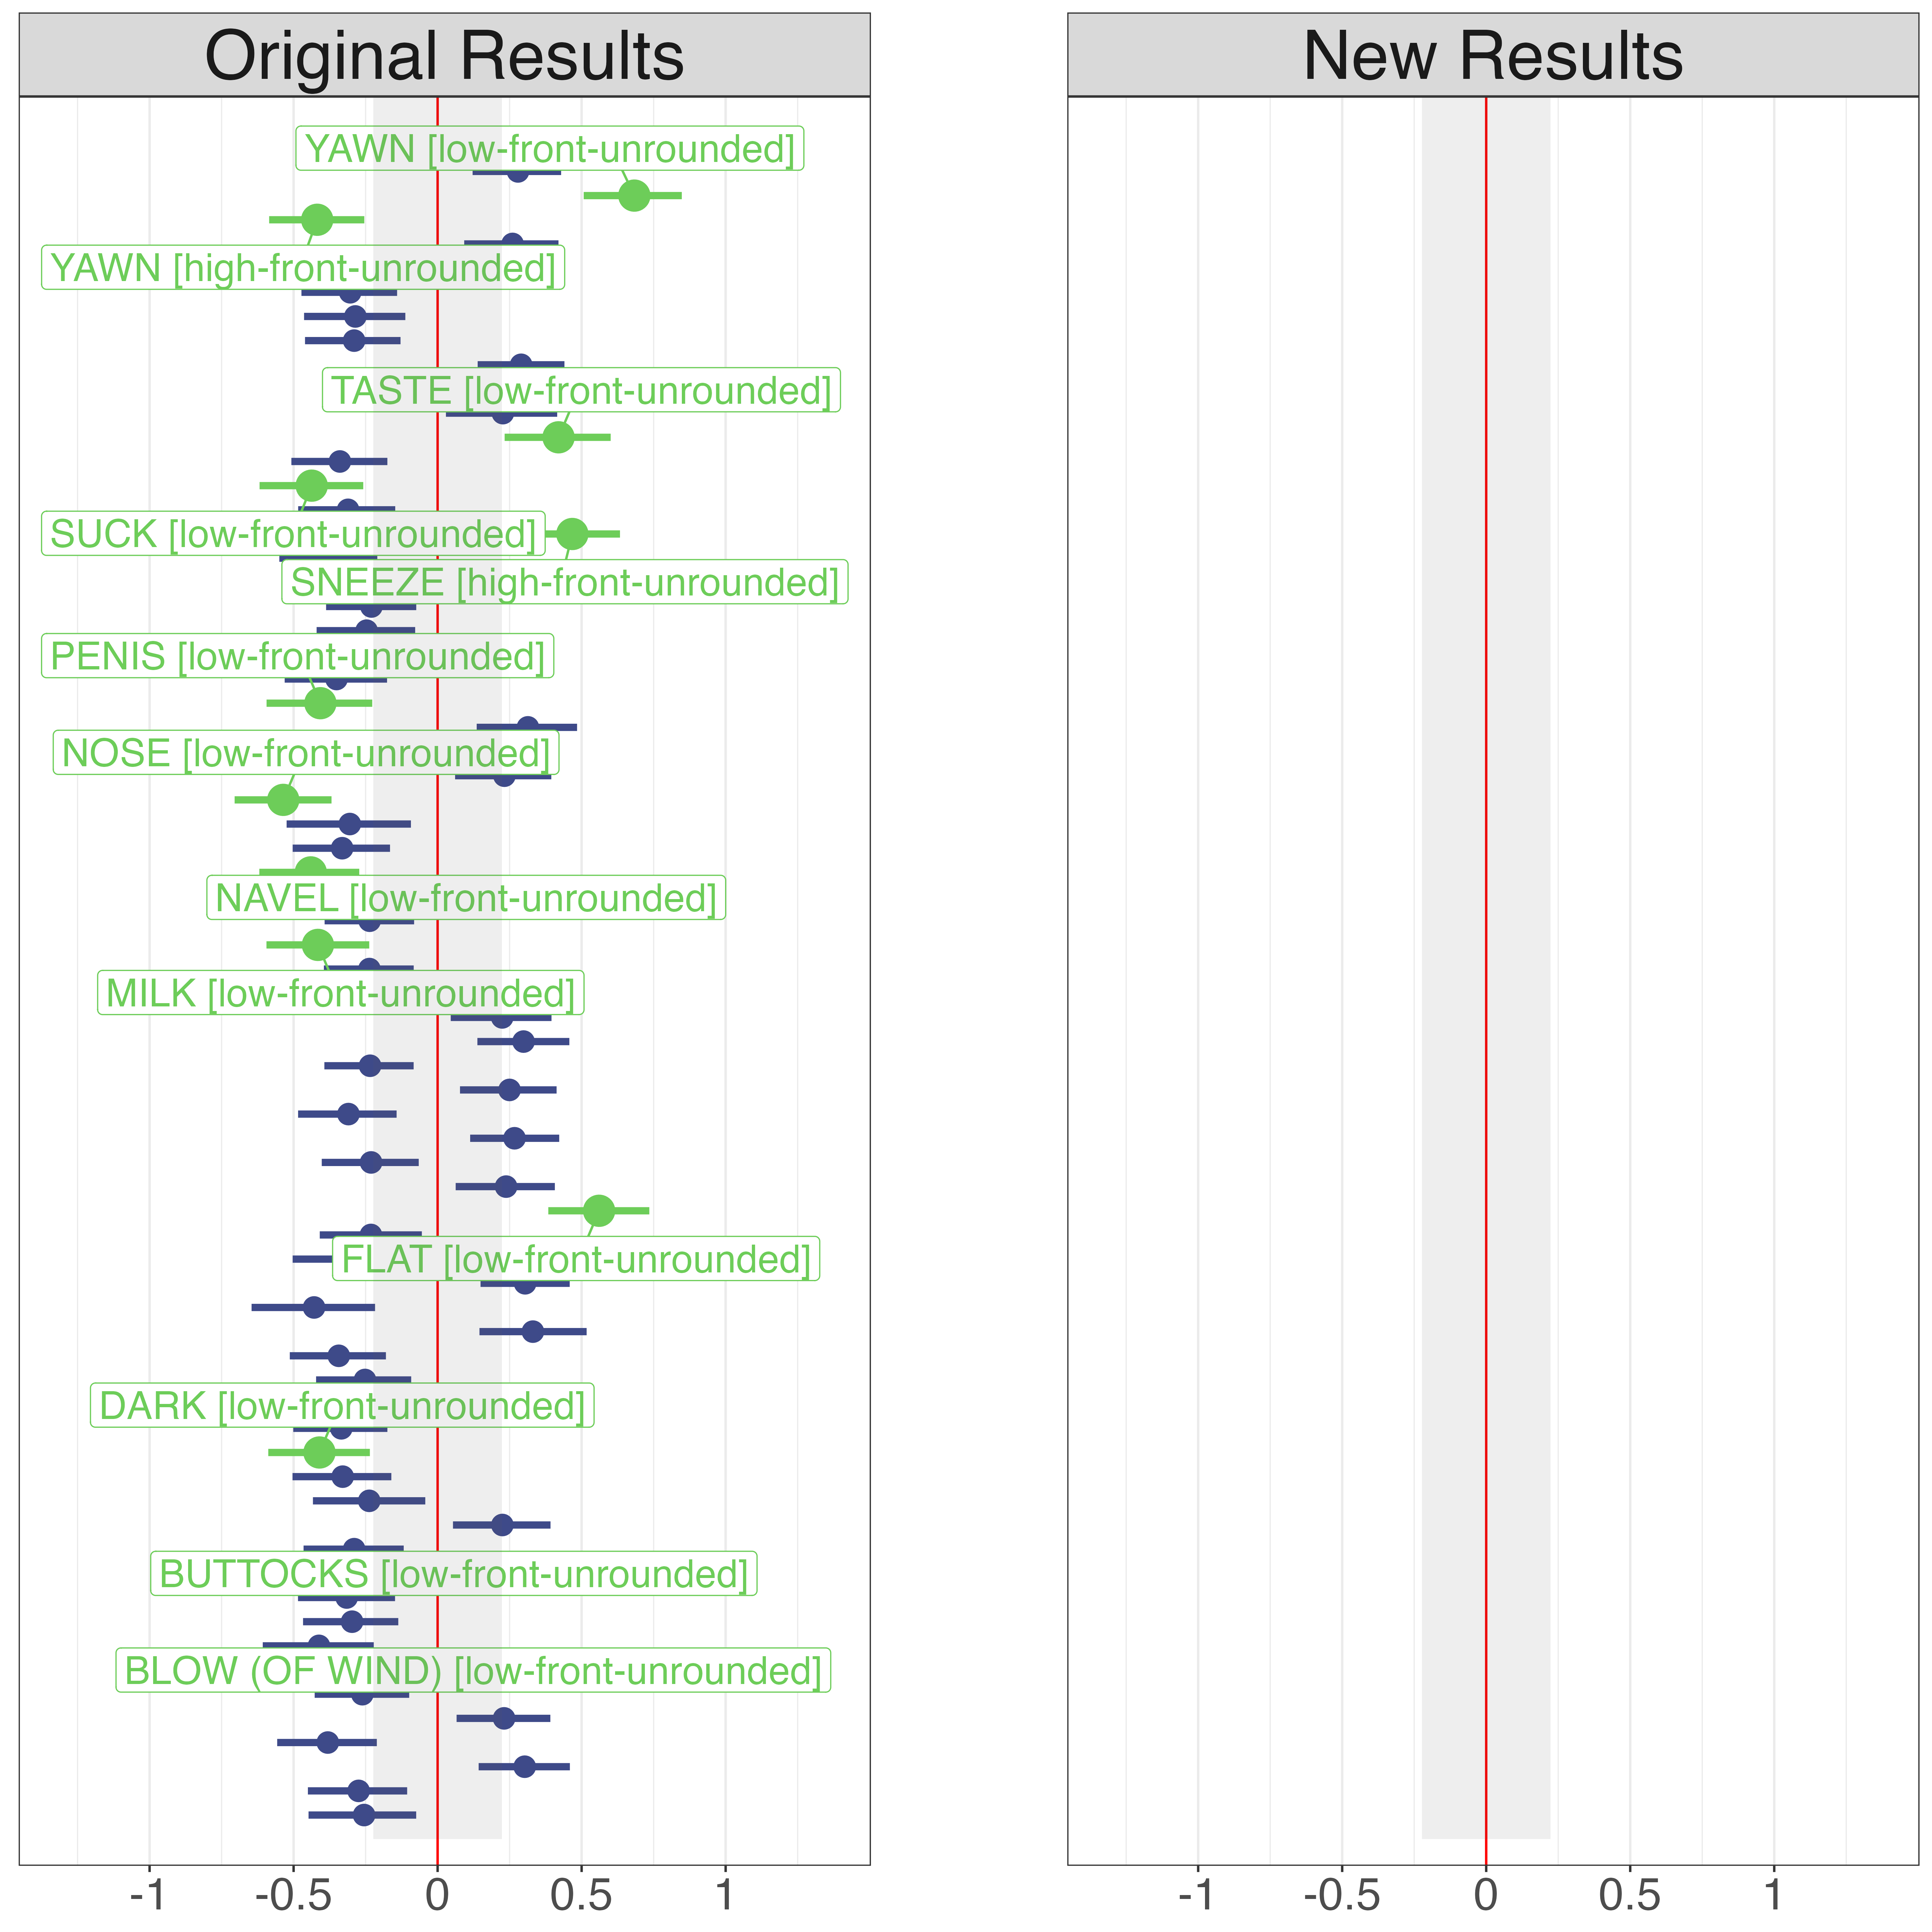 Original Results
New Results
YAWN [low-front-unrounded]
YAWN [high-front-unrounded]
TASTE [low-front-unrounded]
SUCK [low-front-unrounded]
SNEEZE [high-front-unrounded]
PENIS [low-front-unrounded]
NOSE [low-front-unrounded]
NAVEL [low-front-unrounded]
MILK [low-front-unrounded]
FLAT [low-front-unrounded]
DARK [low-front-unrounded]
BUTTOCKS [low-front-unrounded]
BLOW (OF WIND) [low-front-unrounded]
-1 -0.5 0 0.5 1
-1 -0.5 0 0.5 1